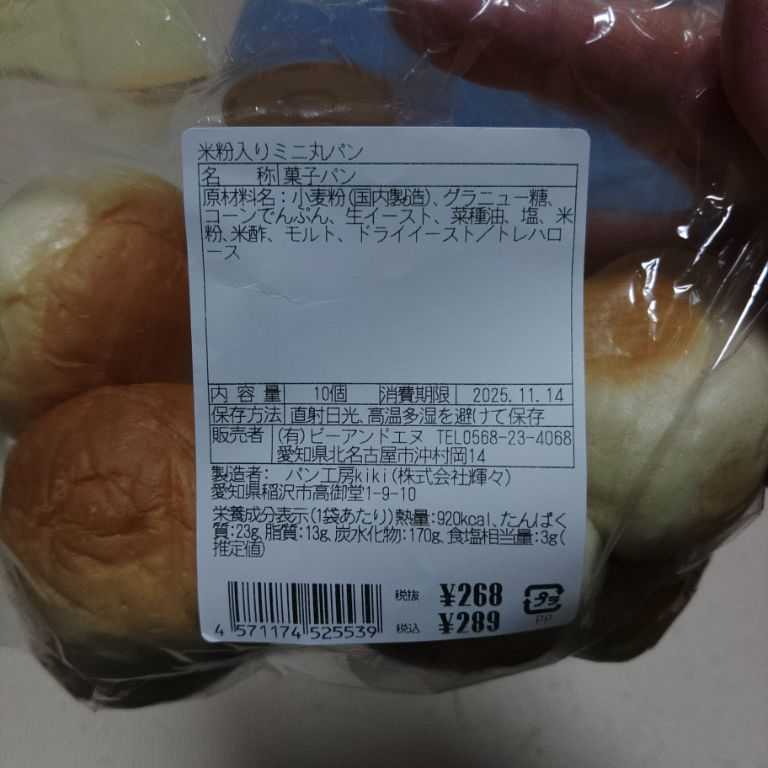 米粉入りミニ丸パン
名 称 菓子パン
原材料名：小麦粉(国内製造)、グラニュー糖、
コーンでんぷん、生イースト、菜種油、塩、米
粉、米酢、モルト、ドライイースト／トレハロ
ース
内容量 10個 消費期限 2025.11.14
保存方法 直射日光、高温多湿を避けて保存
販売者 (有)ビーアンドエヌ TEL0568-23-4068
愛知県北名古屋市沖村岡14
製造者： パン工房kiki(株式会社輝々)
愛知県稲沢市高御堂1-9-10
栄養成分表示(1袋あたり)熱量:920kcal、たんぱく
質:23g、脂質:13g、炭水化物:170g、食塩相当量:3g(
推定値)
税抜 ¥268
4571174525539 税込 ¥289
プラ
PP